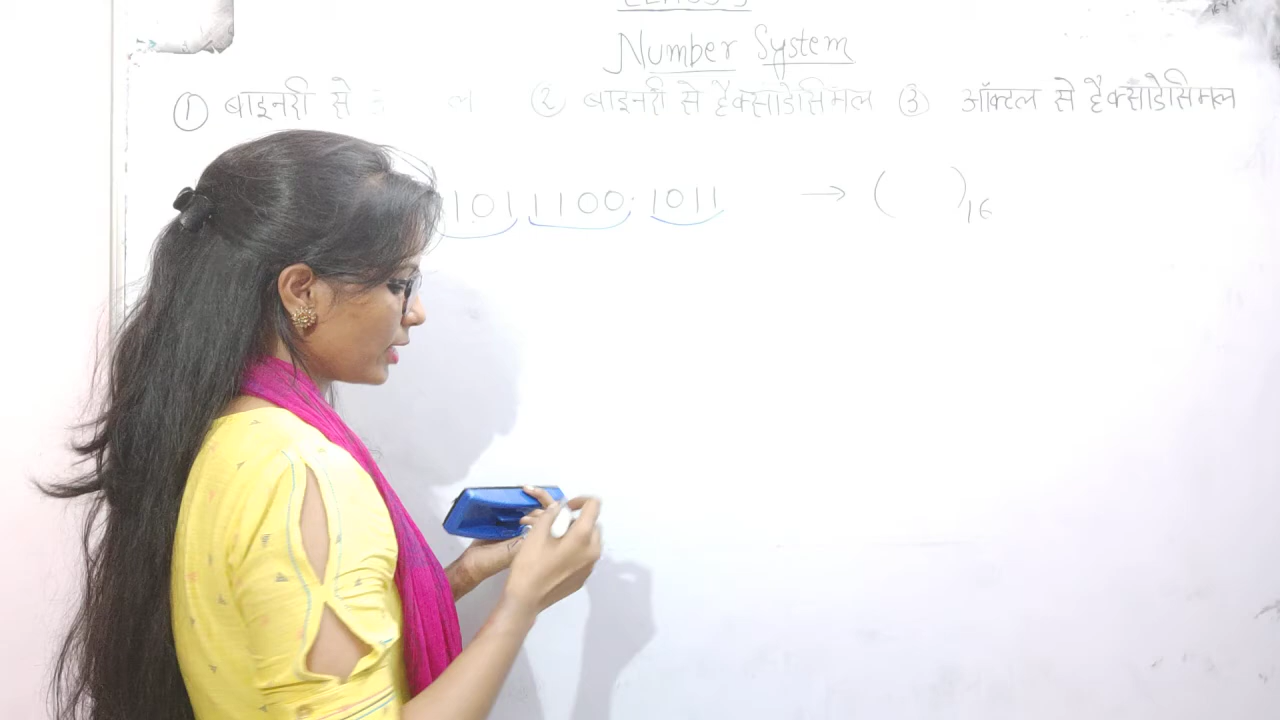 Number System
① बाइनरी से ल ② बाइनरी से हैक्साडेसिमल ③ ऑक्टल से हैक्साडेसिमल
101 1100.1011 → ( )16